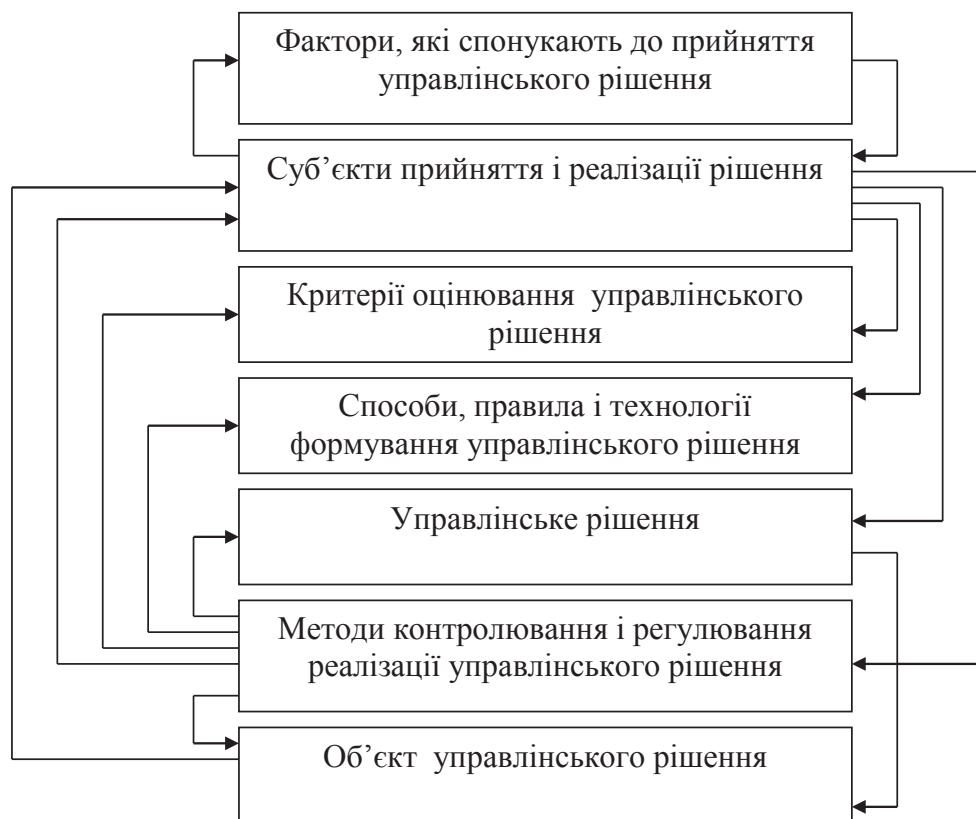 Фактори, які спонукають до прийняття
управлінського рішення
Суб’єкти прийняття і реалізації рішення
Критерії оцінювання  управлінського
рішення
Способи, правила і технології
формування управлінського рішення
Управлінське рішення
Методи контролювання і регулювання
реалізації управлінського рішення
Об’єкт  управлінського рішення